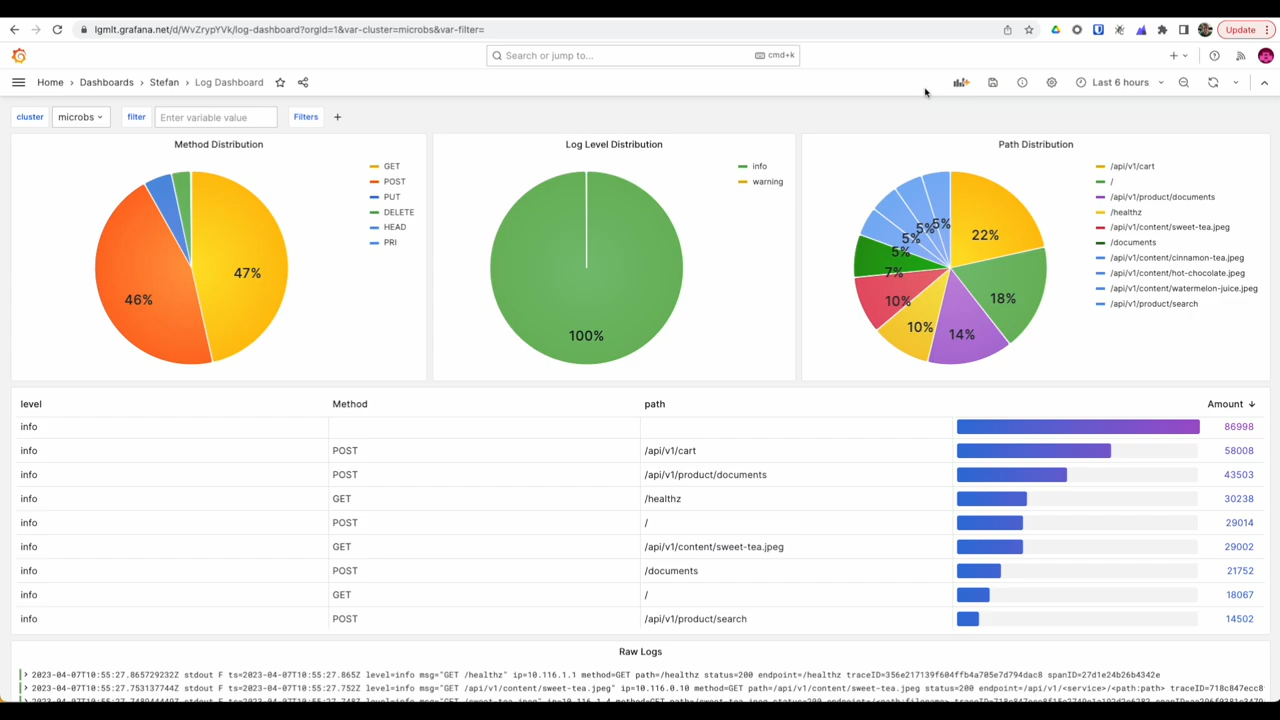 lgmlt.grafana.net/d/WvZrypYVk/log-dashboard?orgId=1&var-cluster=microbs&var-filter=
Update
Search or jump to...
cmd+k
Home > Dashboards > Stefan > Log Dashboard
Last 6 hours
cluster microbs filter Enter variable value Filters +
Method Distribution
47%
46%
GET
POST
PUT
DELETE
HEAD
PRI
Log Level Distribution
100%
info
warning
Path Distribution
22%
18%
14%
10%
10%
7%
5%
5%
5%
5%
/api/v1/cart
/
/api/v1/product/documents
/healthz
/api/v1/content/sweet-tea.jpeg
/documents
/api/v1/content/cinnamon-tea.jpeg
/api/v1/content/hot-chocolate.jpeg
/api/v1/content/watermelon-juice.jpeg
/api/v1/product/search
level Method path Amount ↓
info 86998
info POST /api/v1/cart 58008
info POST /api/v1/product/documents 43503
info GET /healthz 30238
info POST / 29014
info GET /api/v1/content/sweet-tea.jpeg 29002
info POST /documents 21752
info GET / 18067
info POST /api/v1/product/search 14502
Raw Logs
> 2023-04-07T10:55:27.865729232Z stdout F ts=2023-04-07T10:55:27.865Z level=info msg="GET /healthz" ip=10.116.1.1 method=GET path=/healthz status=200 endpoint=/healthz traceID=356e217139f604ffb4a705e7d794dac8 spanID=27d1e24b26b4342e
> 2023-04-07T10:55:27.753137744Z stdout F ts=2023-04-07T10:55:27.752Z level=info msg="GET /api/v1/content/sweet-tea.jpeg" ip=10.116.0.10 method=GET path=/api/v1/content/sweet-tea.jpeg status=200 endpoint=/api/v1/<service>/<path:path> traceID=718c847ecc8